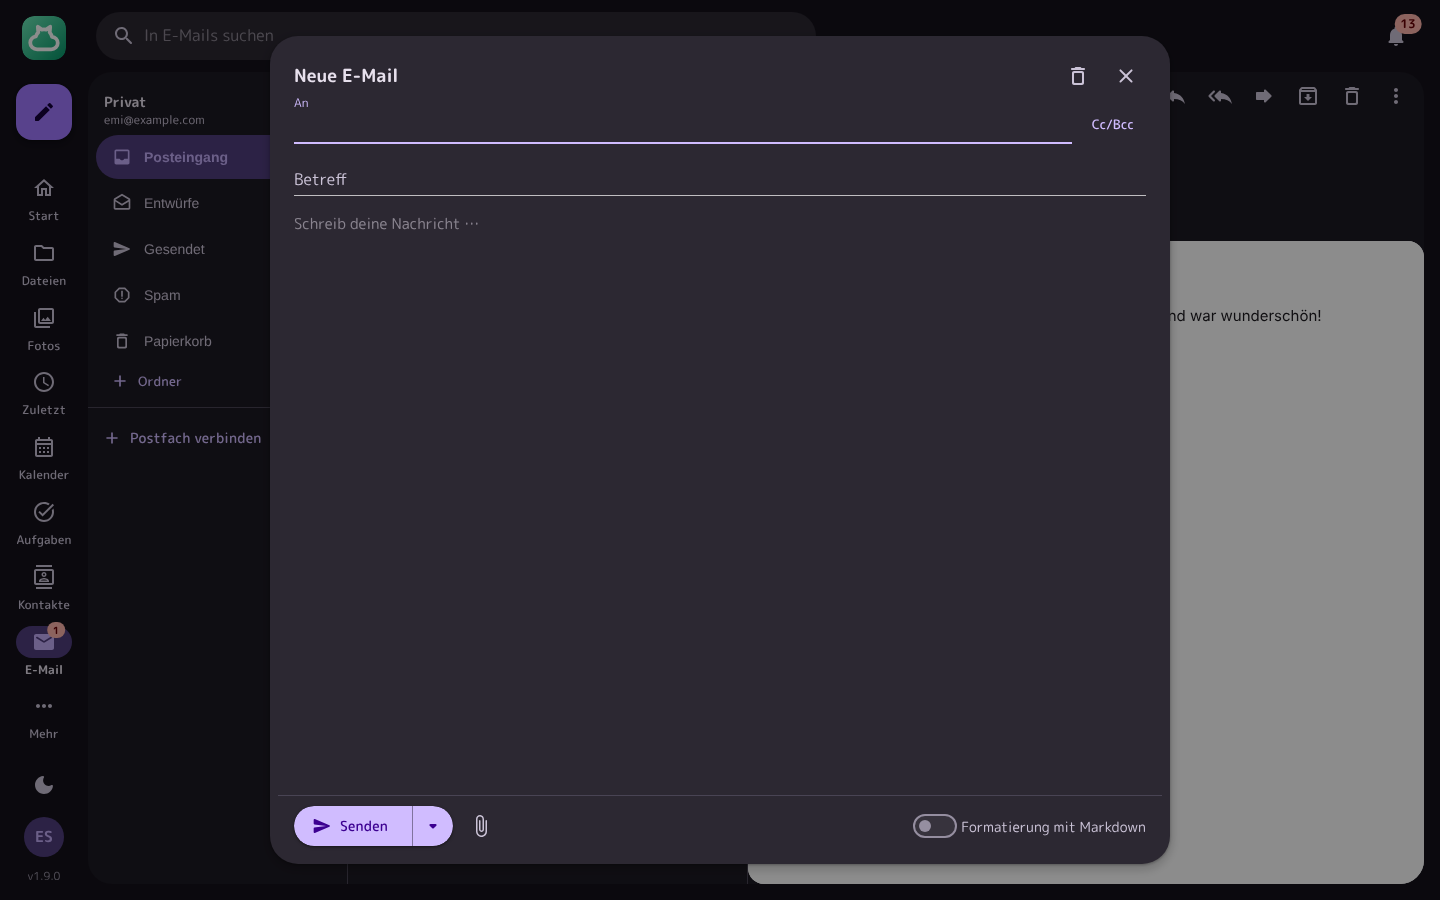 In E-Mails suchen
13
Privat
emi@example.com
Posteingang
Entwürfe
Gesendet
Spam
Papierkorb
Ordner
Postfach verbinden
Start
Dateien
Fotos
Zuletzt
Kalender
Aufgaben
Kontakte
1
E-Mail
Mehr
ES
v1.9.0
Neue E-Mail
An
Cc/Bcc
Betreff
Schreib deine Nachricht …
Senden
Formatierung mit Markdown
nd war wunderschön!